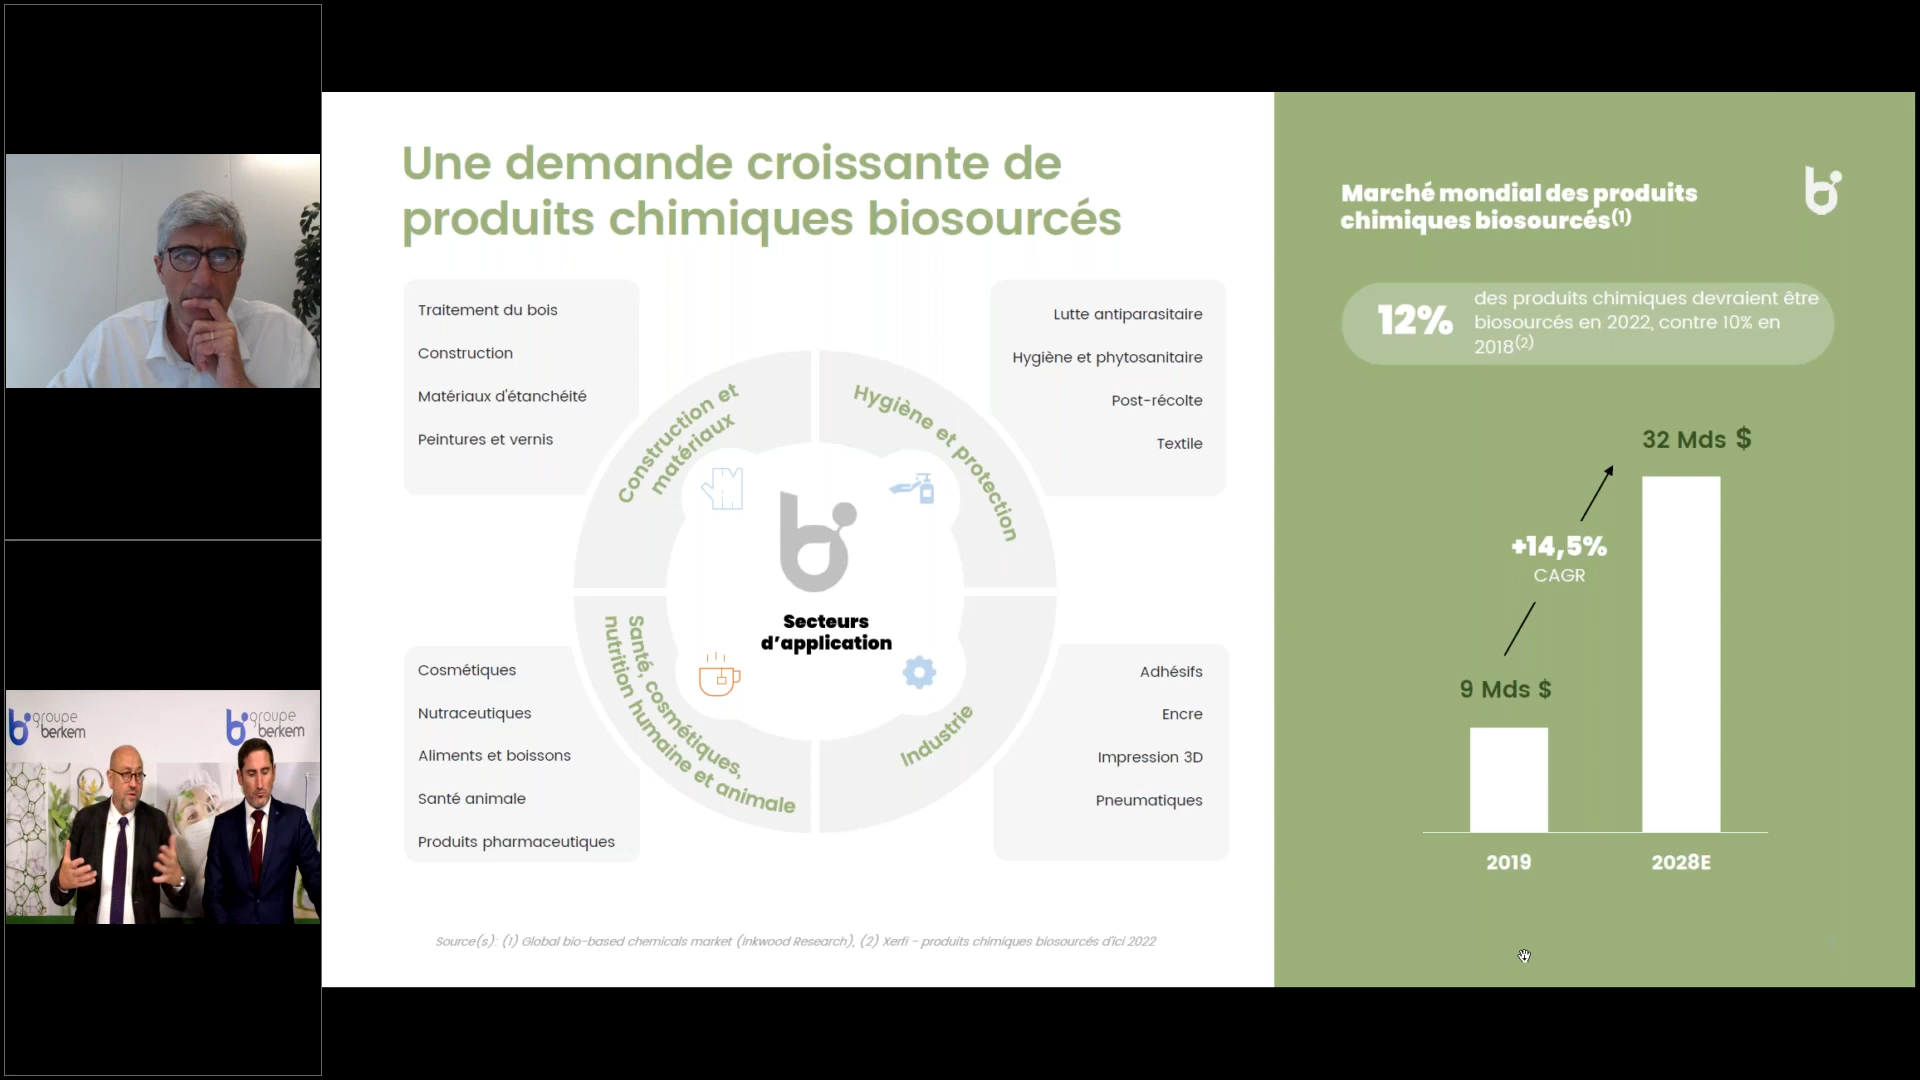 Une demande croissante de
produits chimiques biosourcés
Traitement du bois
Construction
Matériaux d'étanchéité
Peintures et vernis
Lutte antiparasitaire
Hygiène et phytosanitaire
Post-récolte
Textile
Construction et
matériaux
Hygiène et protection
Secteurs
d'application
Santé, cosmétiques,
nutrition humaine et animale
Industrie
Cosmétiques
Nutraceutiques
Aliments et boissons
Santé animale
Produits pharmaceutiques
Adhésifs
Encre
Impression 3D
Pneumatiques
Source(s): (1) Global bio-based chemicals market (Inkwood Research), (2) Xerfi - produits chimiques biosourcés d'ici 2022
Marché mondial des produits
chimiques biosourcés(1)
12%
des produits chimiques devraient être
biosourcés en 2022, contre 10% en
2018(2)
32 Mds $
+14,5%
CAGR
9 Mds $
2019
2028E
groupe
berkem
groupe
berkem